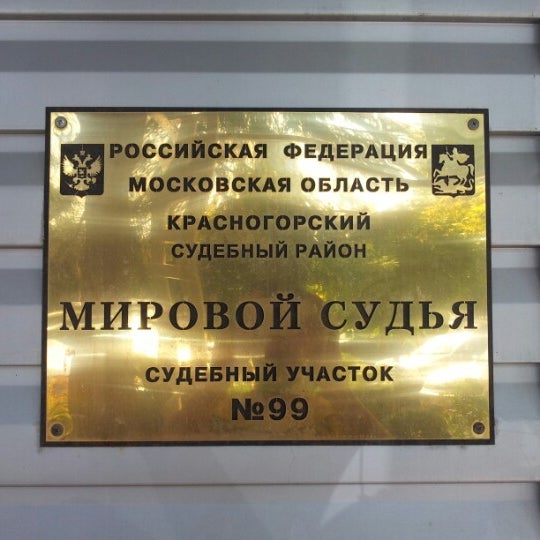 РОССИЙСКАЯ ФЕДЕРАЦИЯ
МОСКОВСКАЯ ОБЛАСТЬ
КРАСНОГОРСКИЙ
СУДЕБНЫЙ РАЙОН
МИРОВОЙ СУДЬЯ
СУДЕБНЫЙ УЧАСТОК
№99